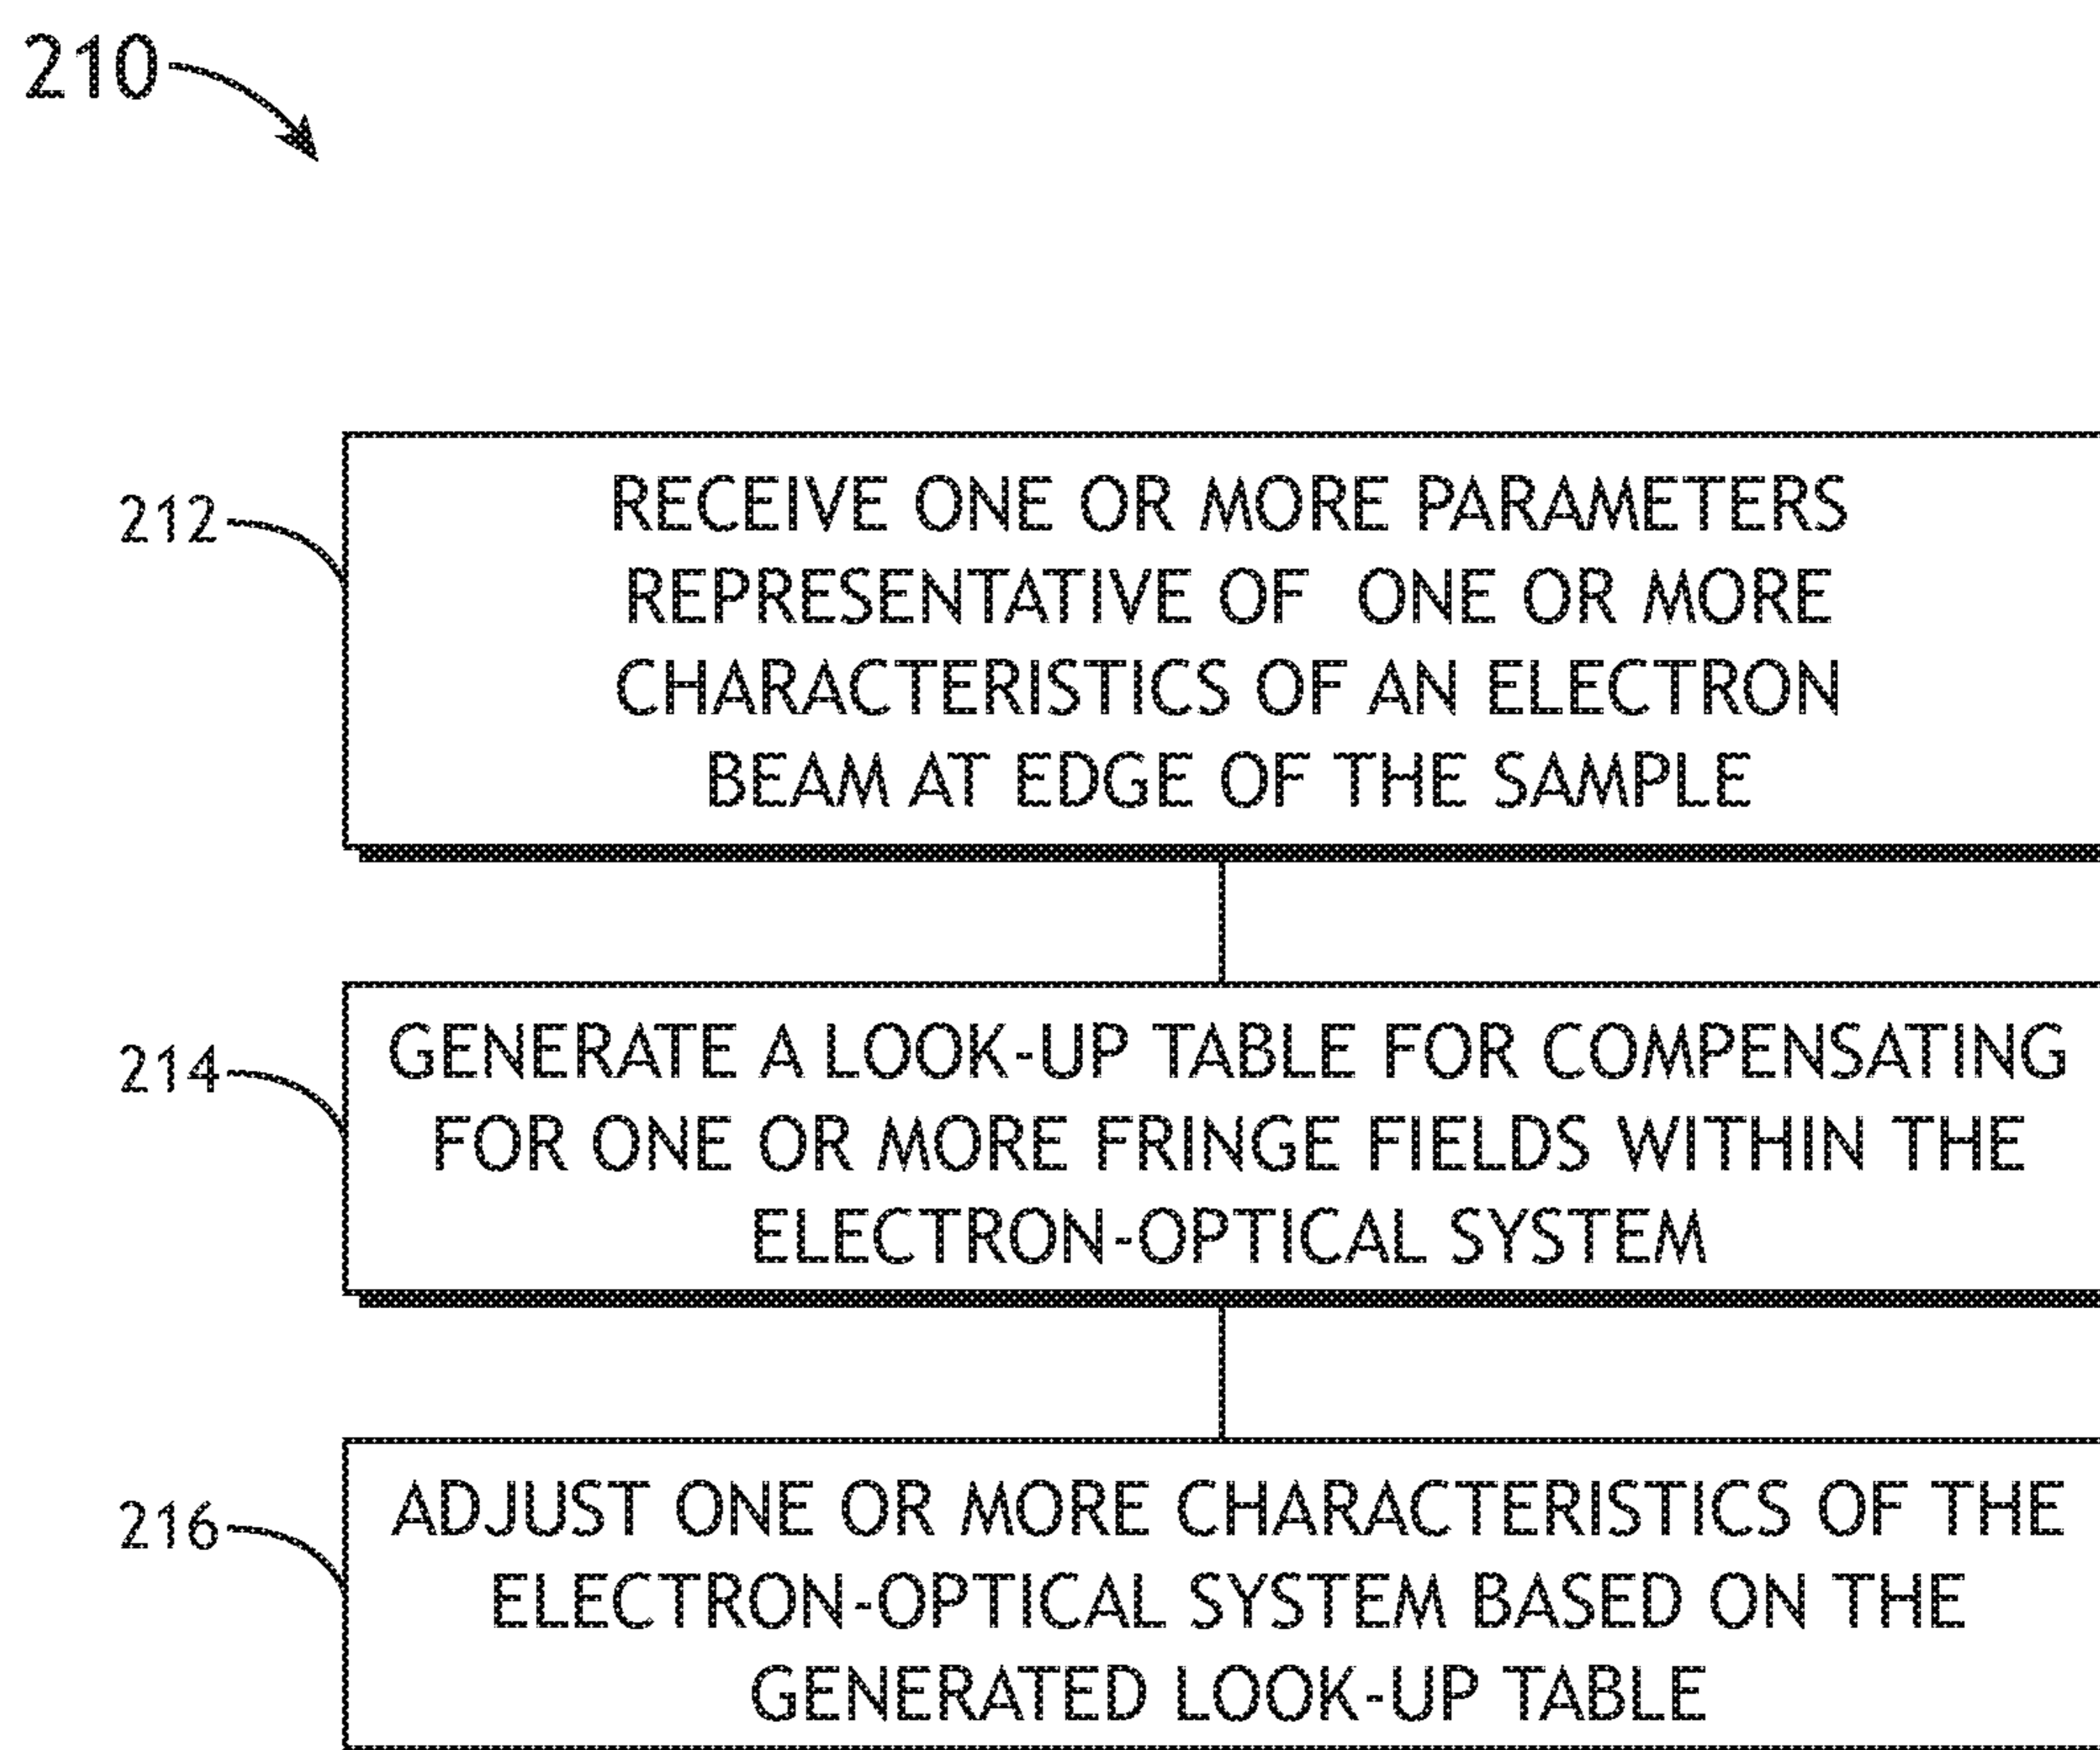 210
212
RECEIVE ONE OR MORE PARAMETERS
REPRESENTATIVE OF ONE OR MORE
CHARACTERISTICS OF AN ELECTRON
BEAM AT EDGE OF THE SAMPLE
214
GENERATE A LOOK-UP TABLE FOR COMPENSATING
FOR ONE OR MORE FRINGE FIELDS WITHIN THE
ELECTRON-OPTICAL SYSTEM
216
ADJUST ONE OR MORE CHARACTERISTICS OF THE
ELECTRON-OPTICAL SYSTEM BASED ON THE
GENERATED LOOK-UP TABLE